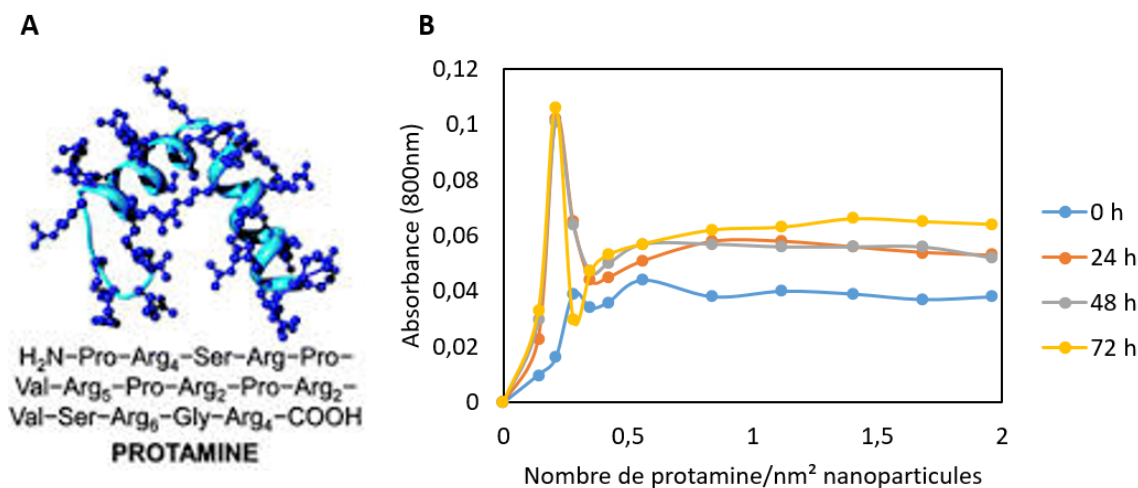 A
H₂N–Pro–Arg₄–Ser–Arg–Pro–
Val–Arg₅–Pro–Arg₂–Pro–Arg₂–
Val–Ser–Arg₆–Gly–Arg₄–COOH
PROTAMINE
B
Absorbance (800nm)
0,12
0,1
0,08
0,06
0,04
0,02
0
0
0,5
1
1,5
2
Nombre de protamine/nm² nanoparticules
0 h
24 h
48 h
72 h